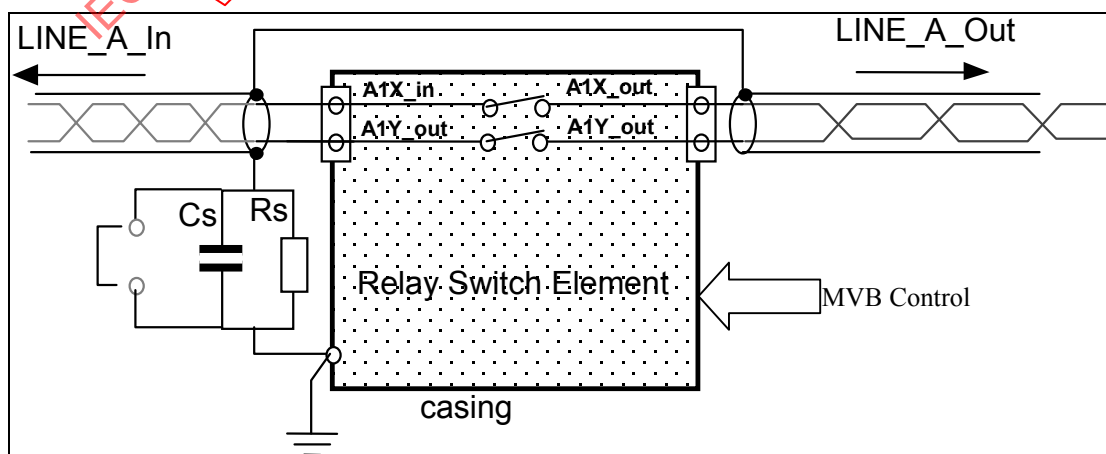 LINE_A_In
LINE_A_Out
A1X_in
A1X_out
A1Y_out
A1Y_out
Cs
Rs
Relay Switch Element
MVB Control
casing